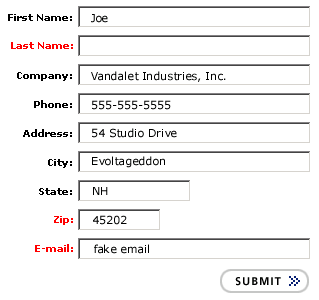 First Name: Joe
Last Name:
Company: Vandalet Industries, Inc.
Phone: 555-555-5555
Address: 54 Studio Drive
City: Evoltageddon
State: NH
Zip: 45202
E-mail: fake email
SUBMIT